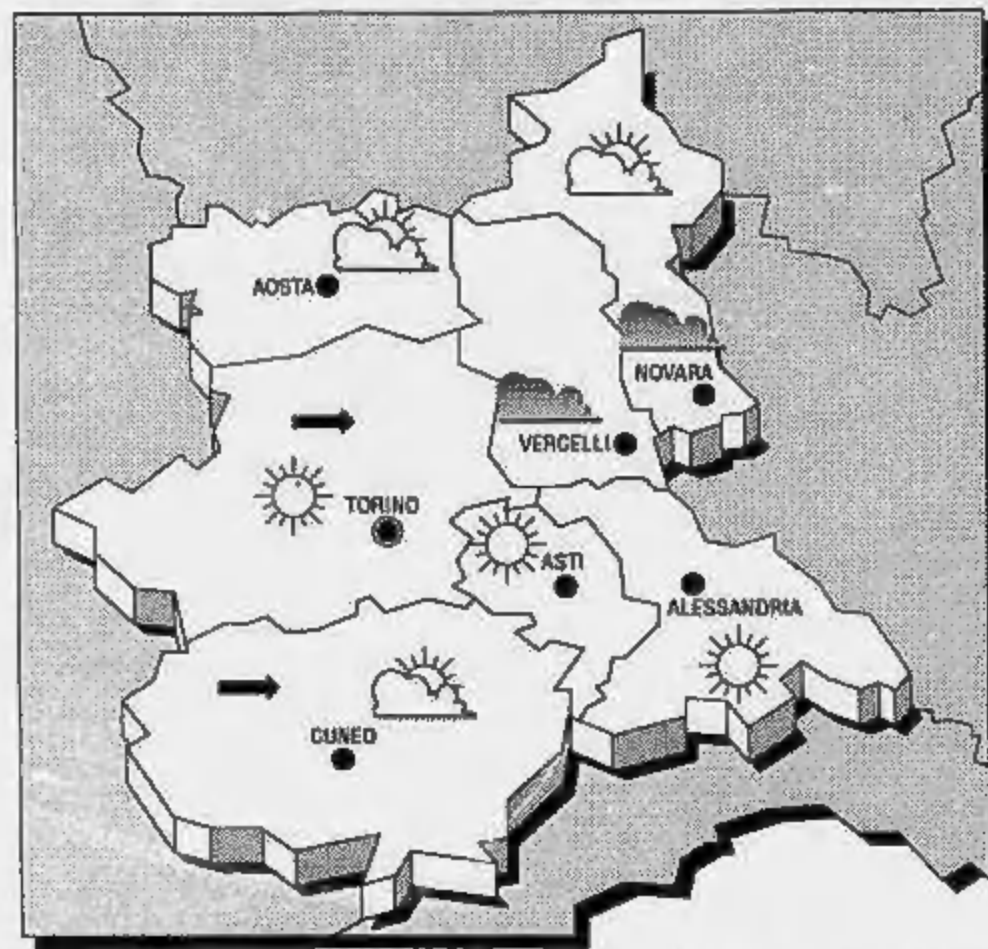 AOSTA
NOVARA
VERCELLI
TORINO
ASTI
ALESSANDRIA
CUNEO